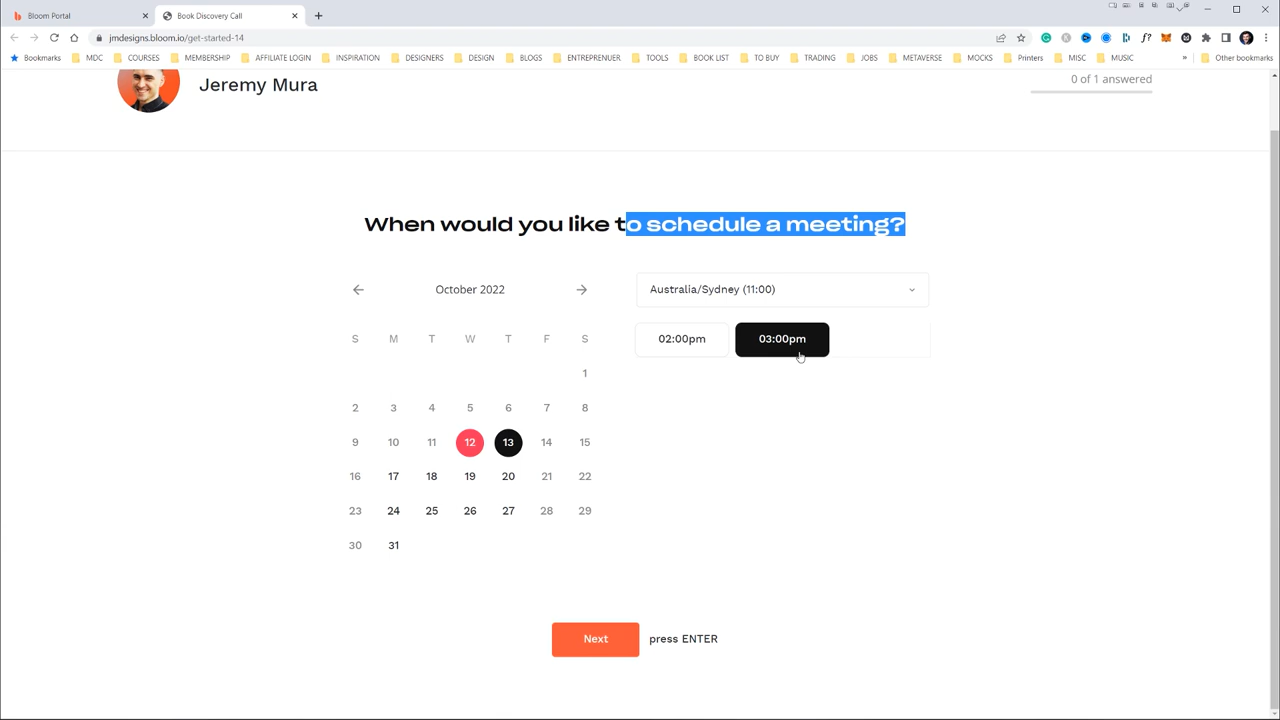 Bloom Portal
Book Discovery Call
jmdesigns.bloom.io/get-started-14
Bookmarks MDC COURSES MEMBERSHIP AFFILIATE LOGIN INSPIRATION DESIGNERS DESIGN BLOGS ENTREPRENUER TOOLS BOOK LIST TO BUY TRADING JOBS METAVERSE MOCKS Printers MISC MUSIC » Other bookmarks
Jeremy Mura
0 of 1 answered
When would you like to schedule a meeting?
October 2022
Australia/Sydney (11:00)
02:00pm 03:00pm
S M T W T F S
1
2 3 4 5 6 7 8
9 10 11 12 13 14 15
16 17 18 19 20 21 22
23 24 25 26 27 28 29
30 31
Next press ENTER